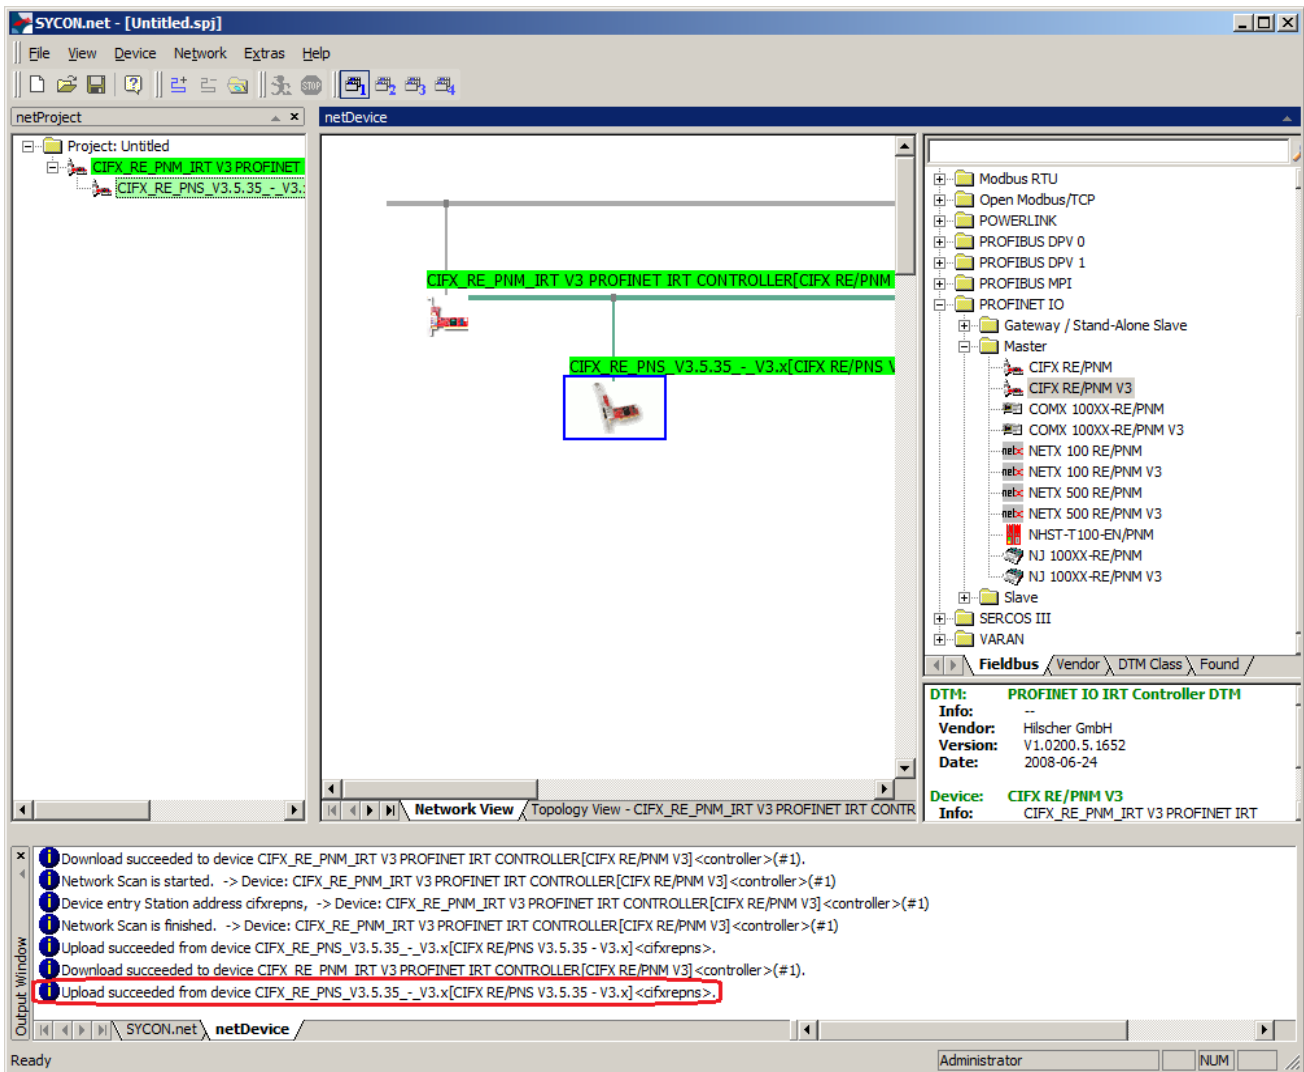 SYCON.net - [Untitled.spj]
File View Device Network Extras Help
netProject
netDevice
Project: Untitled
CIFX_RE_PNM_IRT V3 PROFINET
CIFX_RE_PNS_V3.5.35_-_V3.
CIFX_RE_PNM_IRT V3 PROFINET IRT CONTROLLER[CIFX RE/PNM
CIFX_RE_PNS_V3.5.35_-_V3.x[CIFX RE/PNS V
Network View
Topology View - CIFX_RE_PNM_IRT V3 PROFINET IRT CONTR
Modbus RTU
Open Modbus/TCP
POWERLINK
PROFIBUS DPV 0
PROFIBUS DPV 1
PROFIBUS MPI
PROFINET IO
Gateway / Stand-Alone Slave
Master
CIFX RE/PNM
CIFX RE/PNM V3
COMX 100XX-RE/PNM
COMX 100XX-RE/PNM V3
NETX 100 RE/PNM
NETX 100 RE/PNM V3
NETX 500 RE/PNM
NETX 500 RE/PNM V3
NHST-T100-EN/PNM
NJ 100XX-RE/PNM
NJ 100XX-RE/PNM V3
Slave
SERCOS III
VARAN
Fieldbus Vendor DTM Class Found
DTM: PROFINET IO IRT Controller DTM
Info: --
Vendor: Hilscher GmbH
Version: V1.0200.5.1652
Date: 2008-06-24
Device: CIFX RE/PNM V3
Info: CIFX_RE_PNM_IRT V3 PROFINET IRT
Output Window
Download succeeded to device CIFX_RE_PNM_IRT V3 PROFINET IRT CONTROLLER[CIFX RE/PNM V3]<controller>(#1).
Network Scan is started. -> Device: CIFX_RE_PNM_IRT V3 PROFINET IRT CONTROLLER[CIFX RE/PNM V3]<controller>(#1)
Device entry Station address cifxrepns, -> Device: CIFX_RE_PNM_IRT V3 PROFINET IRT CONTROLLER[CIFX RE/PNM V3]<controller>(#1)
Network Scan is finished. -> Device: CIFX_RE_PNM_IRT V3 PROFINET IRT CONTROLLER[CIFX RE/PNM V3]<controller>(#1)
Upload succeeded from device CIFX_RE_PNS_V3.5.35_-_V3.x[CIFX RE/PNS V3.5.35 - V3.x]<cifxrepns>.
Download succeeded to device CIFX_RE_PNM_IRT V3 PROFINET IRT CONTROLLER[CIFX RE/PNM V3]<controller>(#1).
Upload succeeded from device CIFX_RE_PNS_V3.5.35_-_V3.x[CIFX RE/PNS V3.5.35 - V3.x]<cifxrepns>.
SYCON.net netDevice
Ready
Administrator
NUM